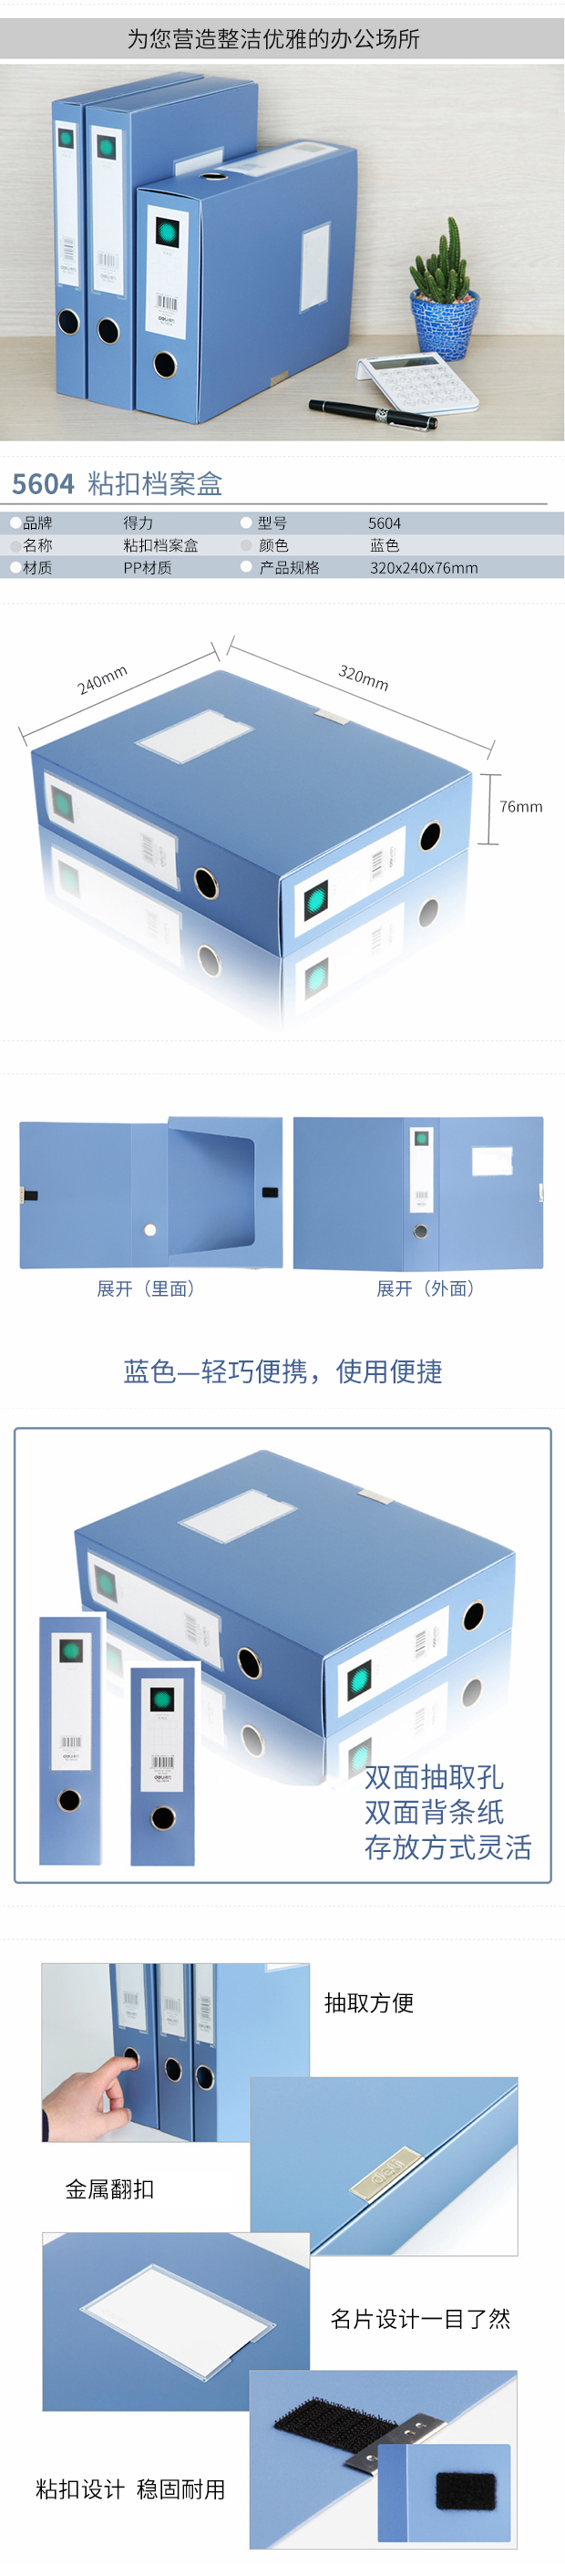 为您营造整洁优雅的办公场所
5604 粘扣档案盒
品牌 得力 型号 5604
名称 粘扣档案盒 颜色 蓝色
材质 PP材质 产品规格 320x240x76mm
240mm
320mm
76mm
展开（里面）
展开（外面）
蓝色—轻巧便携，使用便捷
双面抽取孔
双面背条纸
存放方式灵活
抽取方便
deli
金属翻扣
名片设计一目了然
粘扣设计 稳固耐用